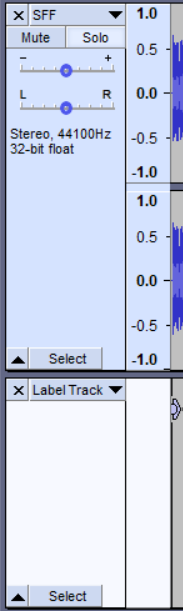 × SFF ▼
Mute Solo
- +
L R
Stereo, 44100Hz
32-bit float
▲ Select
1.0
0.5
0.0
-0.5
-1.0
1.0
0.5
0.0
-0.5
-1.0
× Label Track ▼
▲ Select